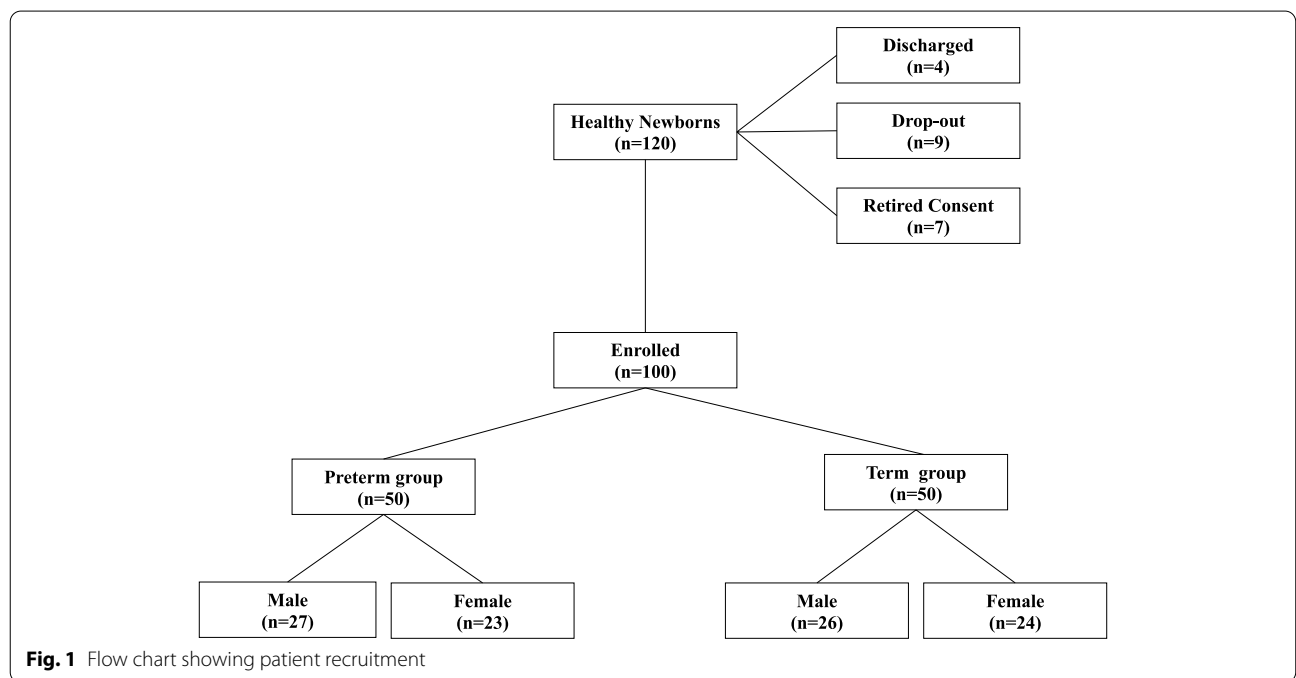 Discharged
(n=4)
Healthy Newborns
(n=120)
Drop-out
(n=9)
Retired Consent
(n=7)
Enrolled
(n=100)
Preterm group
(n=50)
Term group
(n=50)
Male
(n=27)
Female
(n=23)
Male
(n=26)
Female
(n=24)
Fig. 1 Flow chart showing patient recruitment